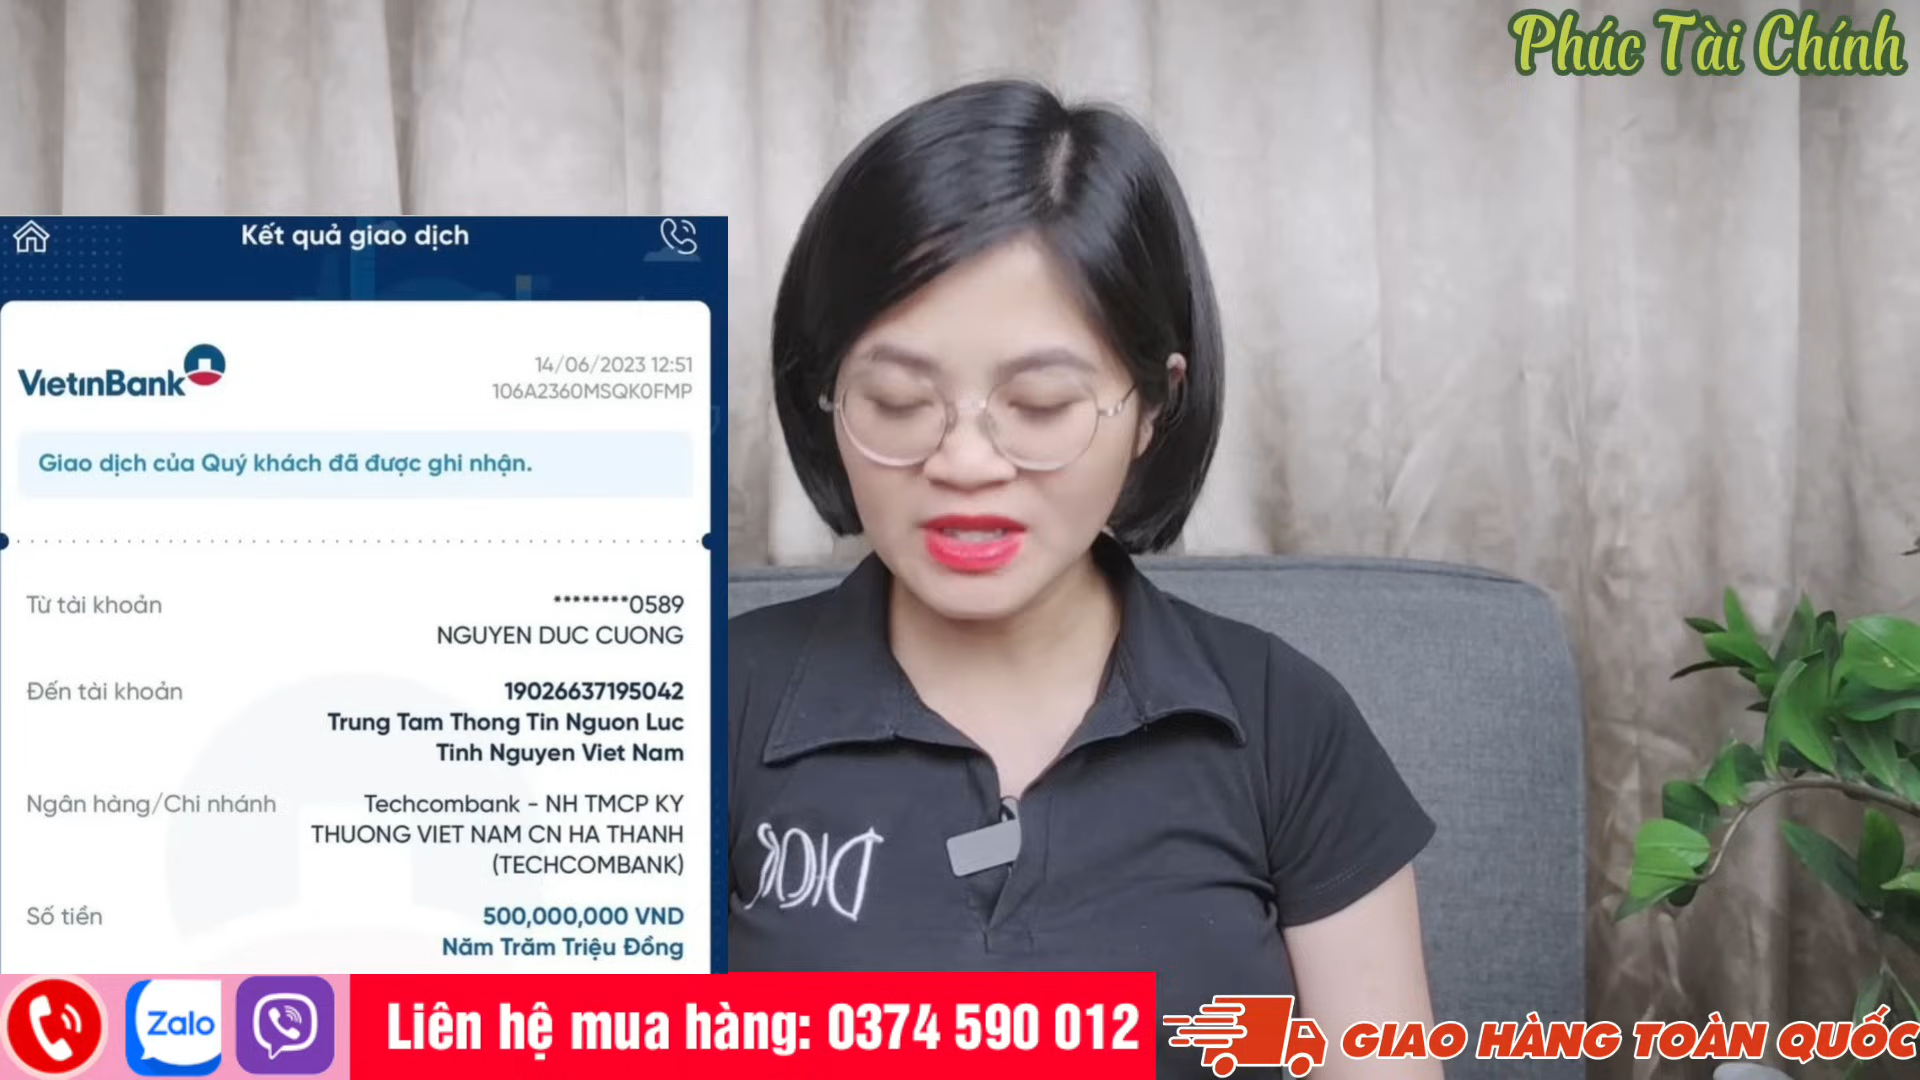 Phúc Tài Chính
Kết quả giao dịch
VietinBank
14/06/2023 12:51
106A2360MSQK0FMP
Giao dịch của Quý khách đã được ghi nhận.
Từ tài khoản
********0589
NGUYEN DUC CUONG
Đến tài khoản
19026637195042
Trung Tam Thong Tin Nguon Luc
Tinh Nguyen Viet Nam
Ngân hàng/Chi nhánh
Techcombank - NH TMCP KY
THUONG VIET NAM CN HA THANH
(TECHCOMBANK)
Số tiền
500,000,000 VND
Năm Trăm Triệu Đồng
DIOR
Zalo
Liên hệ mua hàng: 0374 590 012
GIAO HÀNG TOÀN QUỐC